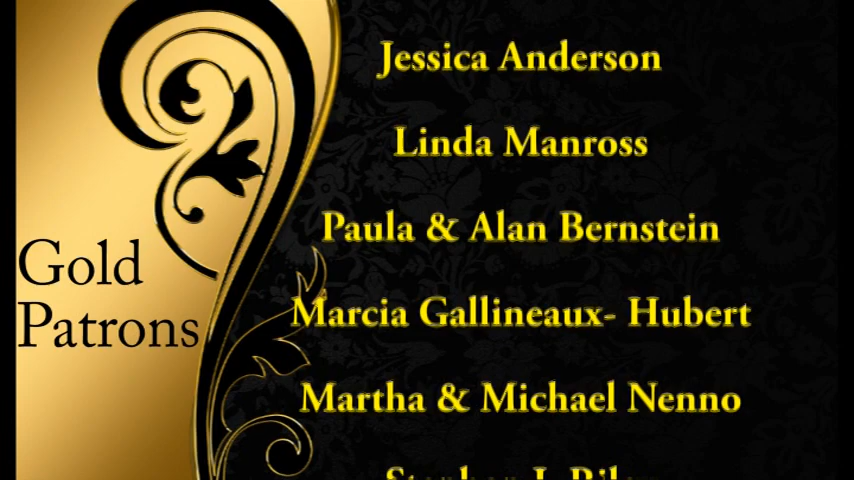 Gold
Patrons
Jessica Anderson
Linda Manross
Paula & Alan Bernstein
Marcia Gallineaux- Hubert
Martha & Michael Nenno